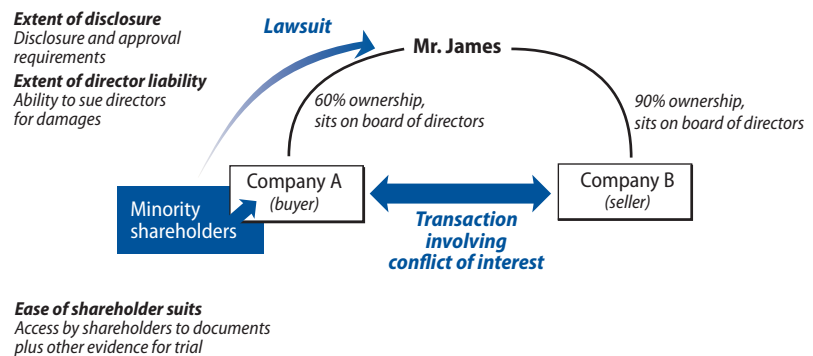 Extent of disclosure
Disclosure and approval
requirements
Extent of director liability
Ability to sue directors
for damages
Lawsuit
Mr. James
60% ownership,
sits on board of directors
90% ownership,
sits on board of directors
Company A
(buyer)
Company B
(seller)
Minority
shareholders
Transaction
involving
conflict of interest
Ease of shareholder suits
Access by shareholders to documents
plus other evidence for trial